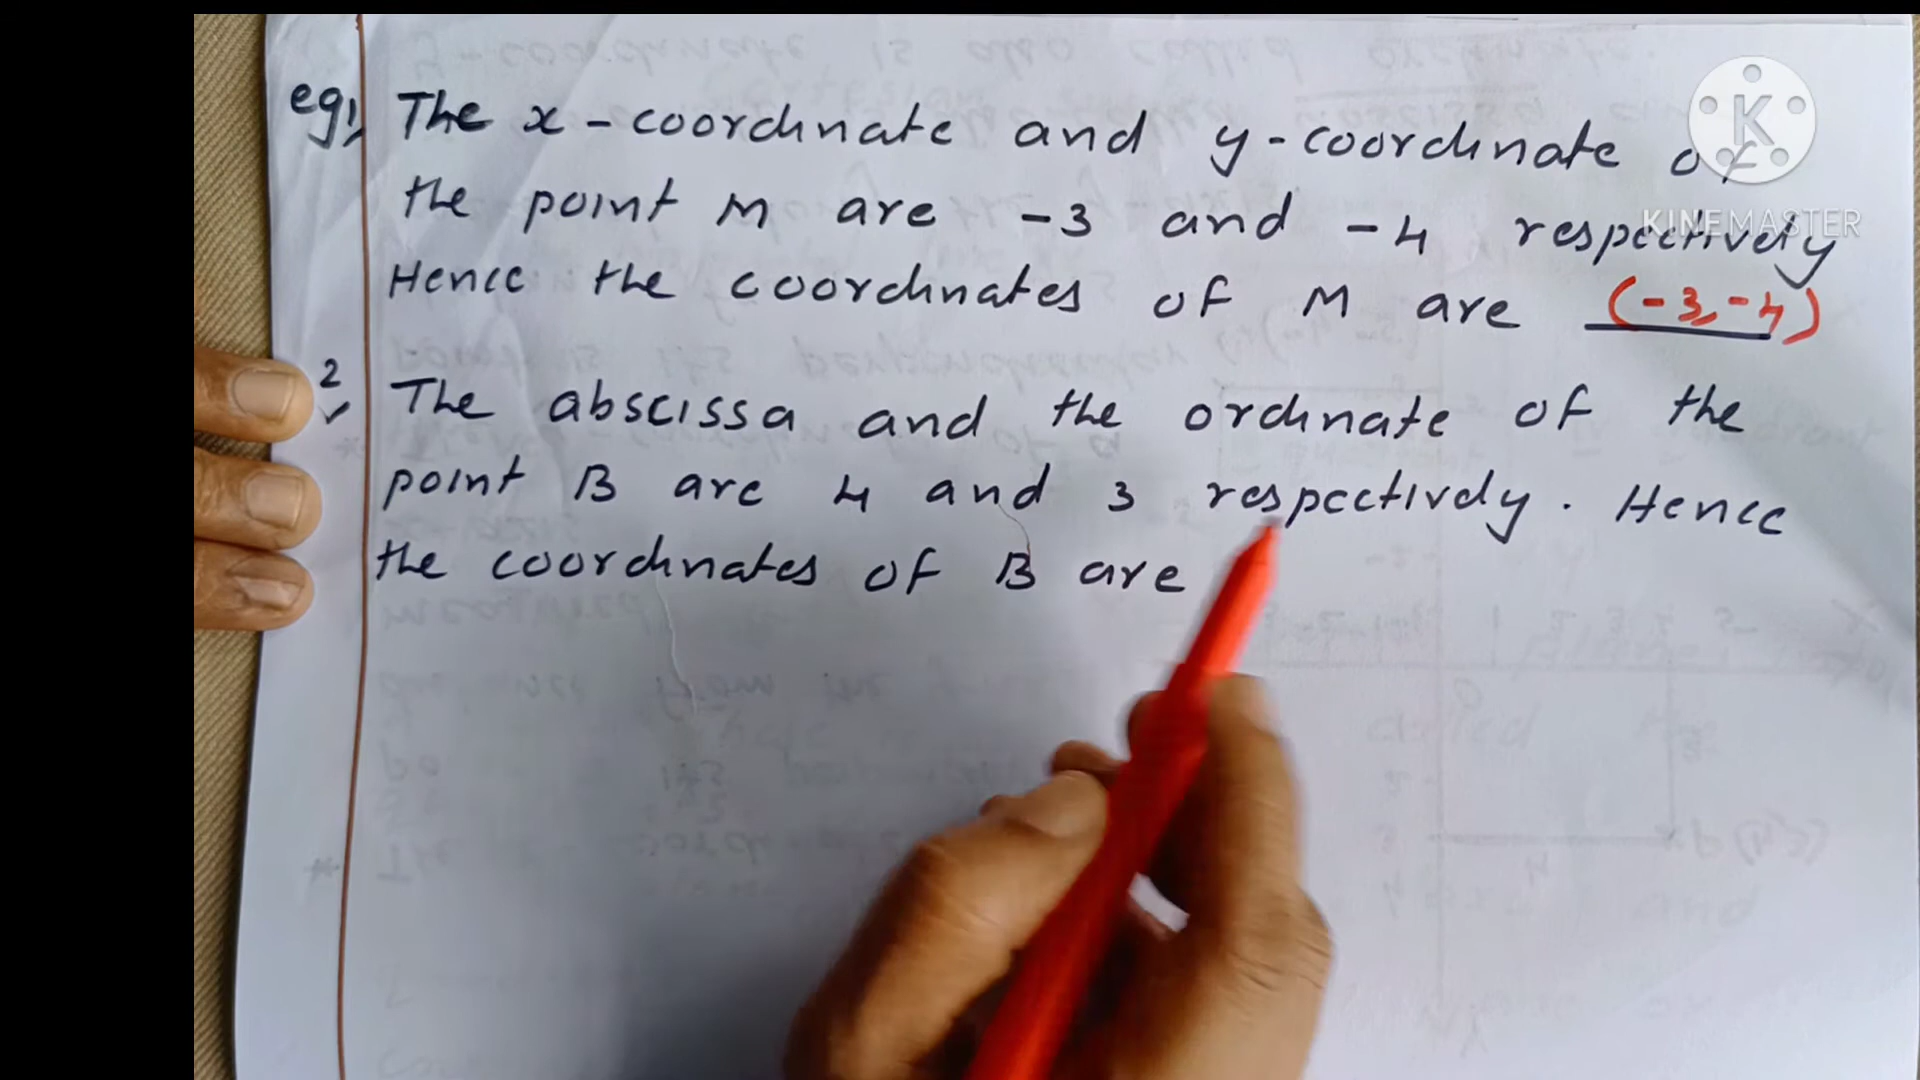 eg1, The x-coordinate and y-coordinate of
the point M are -3 and -4 respectively
Hence the coordinates of M are (-3,-4)
2, The abscissa and the ordinate of the
point B are 4 and 3 respectively. Hence
the coordinates of B are
K
KINEMASTER